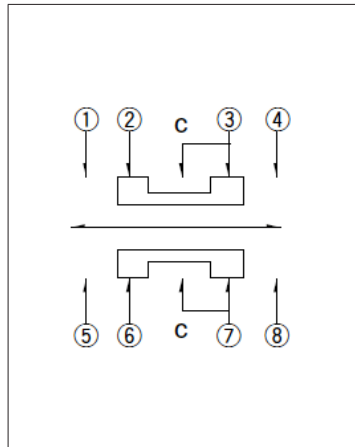 ① ② C ③ ④
⑤ ⑥ C ⑦ ⑧